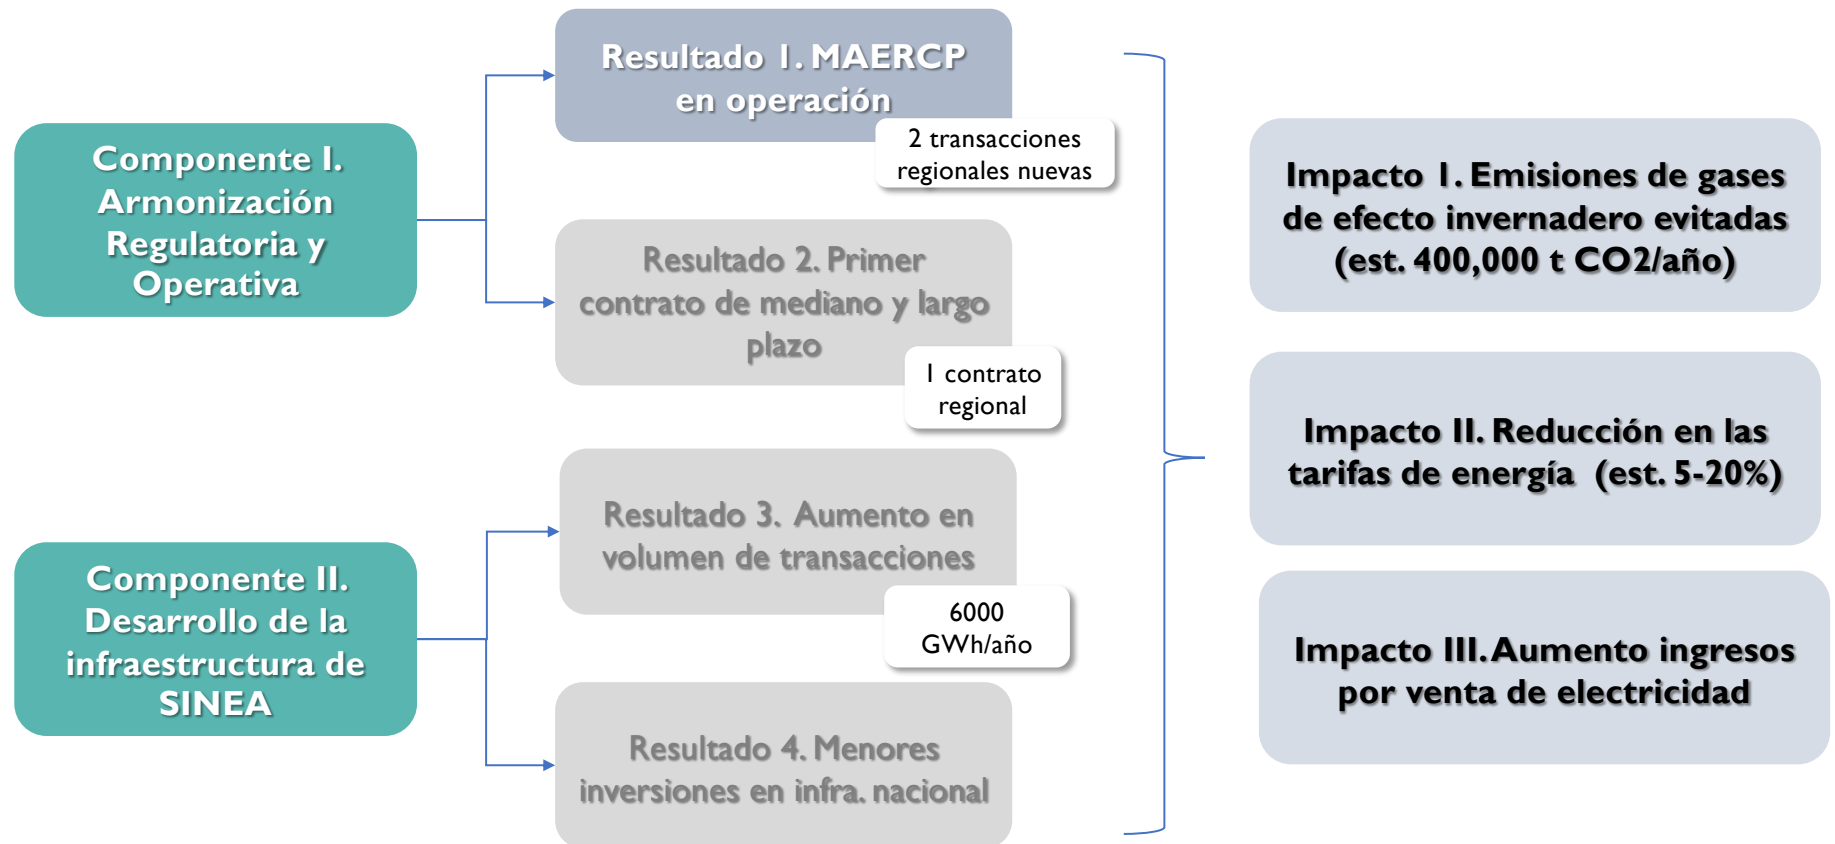 Componente I.
Armonización
Regulatoria y
Operativa
Componente II.
Desarrollo de la
infraestructura de
SINEA
Resultado 1. MAERCP
en operación
2 transacciones
regionales nuevas
Resultado 2. Primer
contrato de mediano y largo
plazo
1 contrato
regional
Resultado 3. Aumento en
volumen de transacciones
6000
GWh/año
Resultado 4. Menores
inversiones en infra. nacional
Impacto 1. Emisiones de gases
de efecto invernadero evitadas
(est. 400,000 t CO2/año)
Impacto II. Reducción en las
tarifas de energía (est. 5-20%)
Impacto III. Aumento ingresos
por venta de electricidad